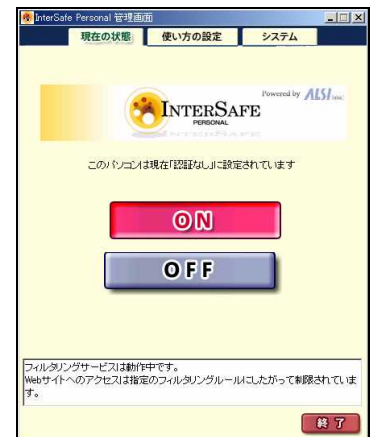 InterSafe Personal 管理画面
現在の状態 使い方の設定 システム
Powered by ALSI
INTERSAFE
PERSONAL
このパソコンは現在「認証なし」に設定されています
ON
OFF
フィルタリングサービスは動作中です。
Webサイトへのアクセスは指定のフィルタリングルールにしたがって制限されていま
す。
終了